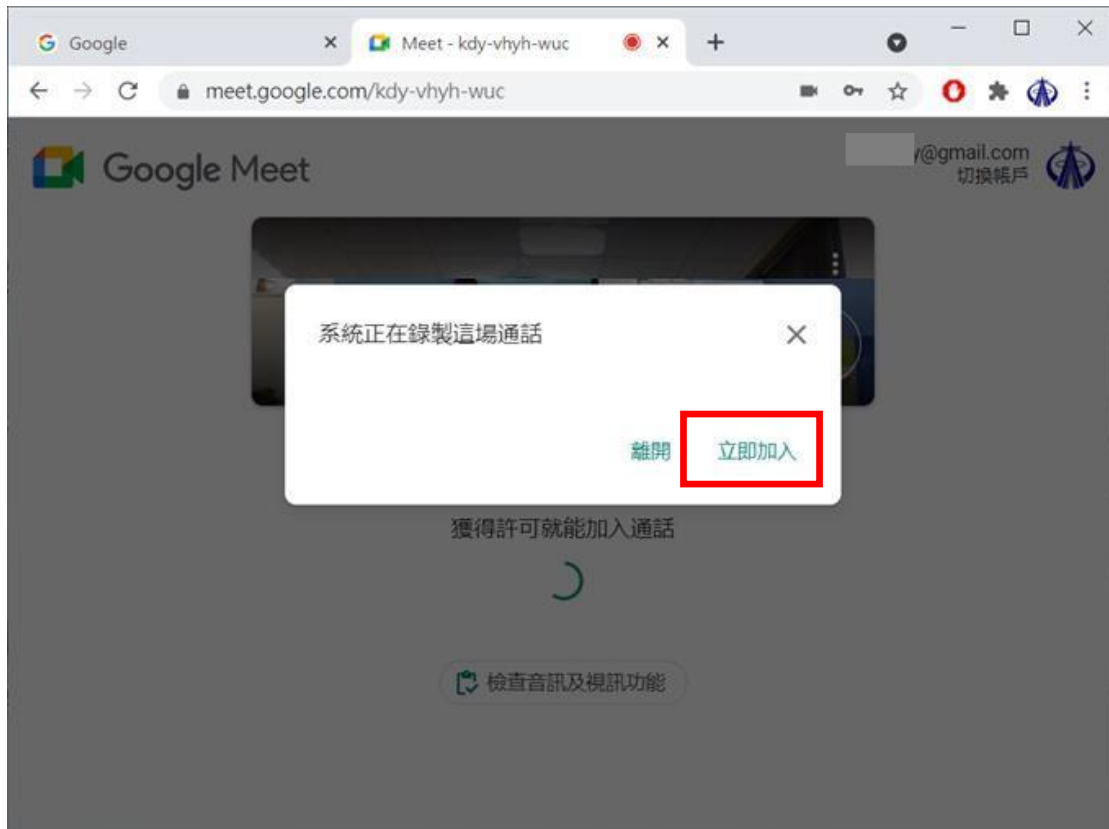 Google
Meet - kdy-vhyh-wuc
meet.google.com/kdy-vhyh-wuc
Google Meet
y@gmail.com
切換帳戶
系統正在錄製這場通話
離開
立即加入
獲得許可就能加入通話
檢查音訊及視訊功能